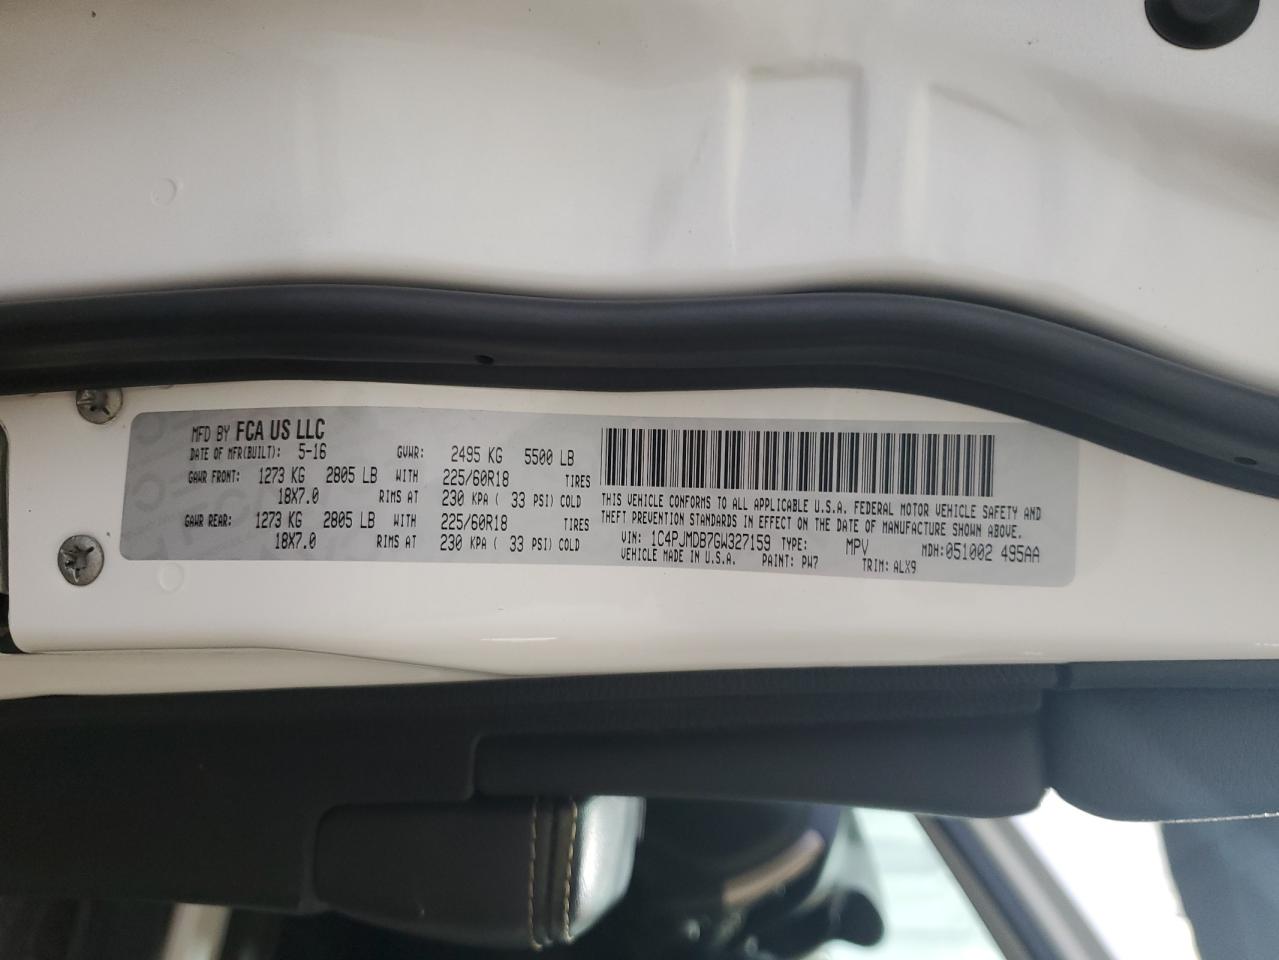 MFD BY FCA US LLC
DATE OF MFR(BUILT): 5-16 GVWR: 2495 KG 5500 LB
GAWR FRONT: 1273 KG 2805 LB WITH 225/60R18 TIRES
18X7.0 RIMS AT 230 KPA ( 33 PSI) COLD
GAWR REAR: 1273 KG 2805 LB WITH 225/60R18 TIRES
18X7.0 RIMS AT 230 KPA ( 33 PSI) COLD
THIS VEHICLE CONFORMS TO ALL APPLICABLE U.S.A. FEDERAL MOTOR VEHICLE SAFETY AND
THEFT PREVENTION STANDARDS IN EFFECT ON THE DATE OF MANUFACTURE SHOWN ABOVE.
VIN: 1C4PJMDB7GW327159 TYPE: MPV MDH:051002 495AA
VEHICLE MADE IN U.S.A. PAINT: PW7 TRIM: ALX9